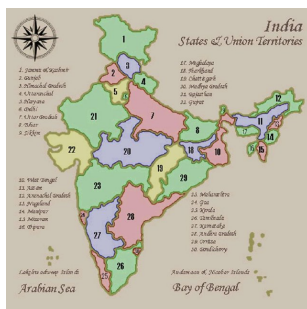 India
States & Union Territories
1. Jammu & Kashmir
2. Punjab
3. Himachal Pradesh
4. Uttaranchal
5. Haryana
6. Delhi
7. Uttar Pradesh
8. Bihar
9. Sikkim
10. West Bengal
11. Assam
12. Arunachal Pradesh
13. Nagaland
14. Manipur
15. Mizoram
16. Tripura
17. Meghalaya
18. Jharkhand
19. Chattisgarh
20. Madhya Pradesh
21. Rajasthan
22. Gujrat
23. Maharashtra
24. Goa
25. Kerala
26. Tamilnadu
27. Karnataka
28. Andhra Pradesh
29. Orissa
30. Pondicherry
1
2
3
4
5
7
21
12
22
20
8
11
17
14
15
18
10
19
23
29
28
27
25
26
Lakshadweep Islands
Arabian Sea
Andaman & Nicobar Islands
Bay of Bengal